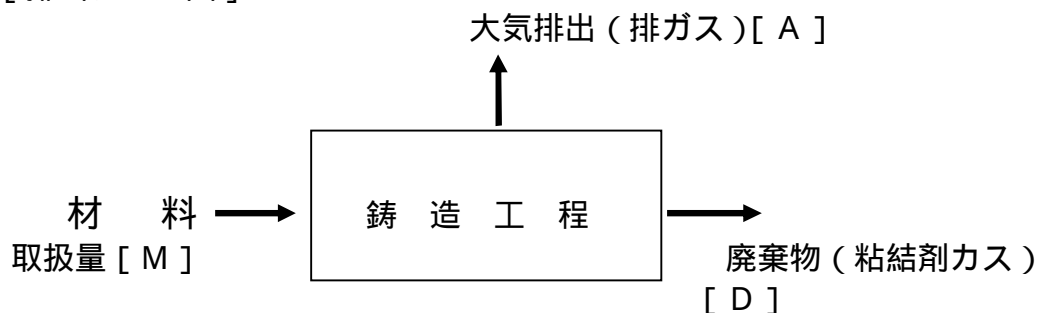 大気排出(排ガス)[ A ]
材 料
鋳 造 工 程
取扱量 [ M ]
廃棄物(粘結剤カス)
[ D ]